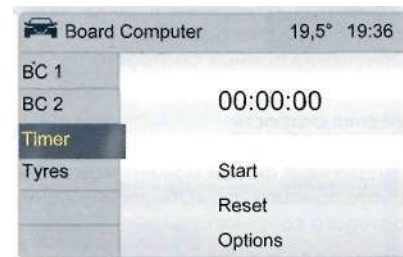 Board Computer 19,5° 19:36
BC 1
BC 2
00:00:00
Timer
Tyres
Start
Reset
Options